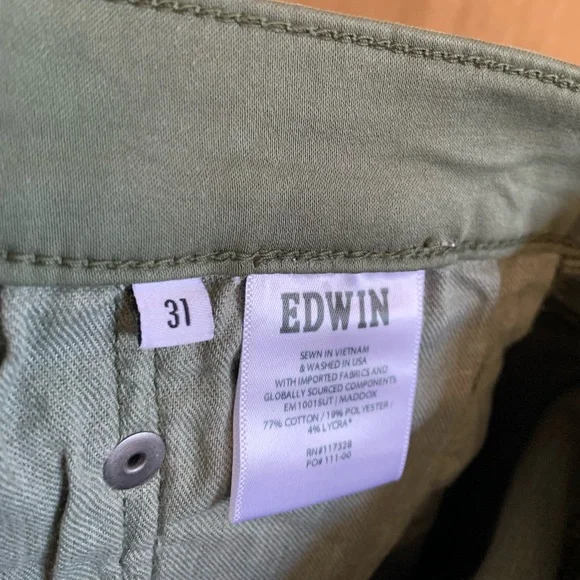 31
EDWIN
SEWN IN VIETNAM
& WASHED IN USA
WITH IMPORTED FABRICS AND
GLOBALLY SOURCED COMPONENTS
EM10015UT | MADDOX
77% COTTON / 19% POLYESTER /
4% LYCRA®
RN#117328
PO# 111-00